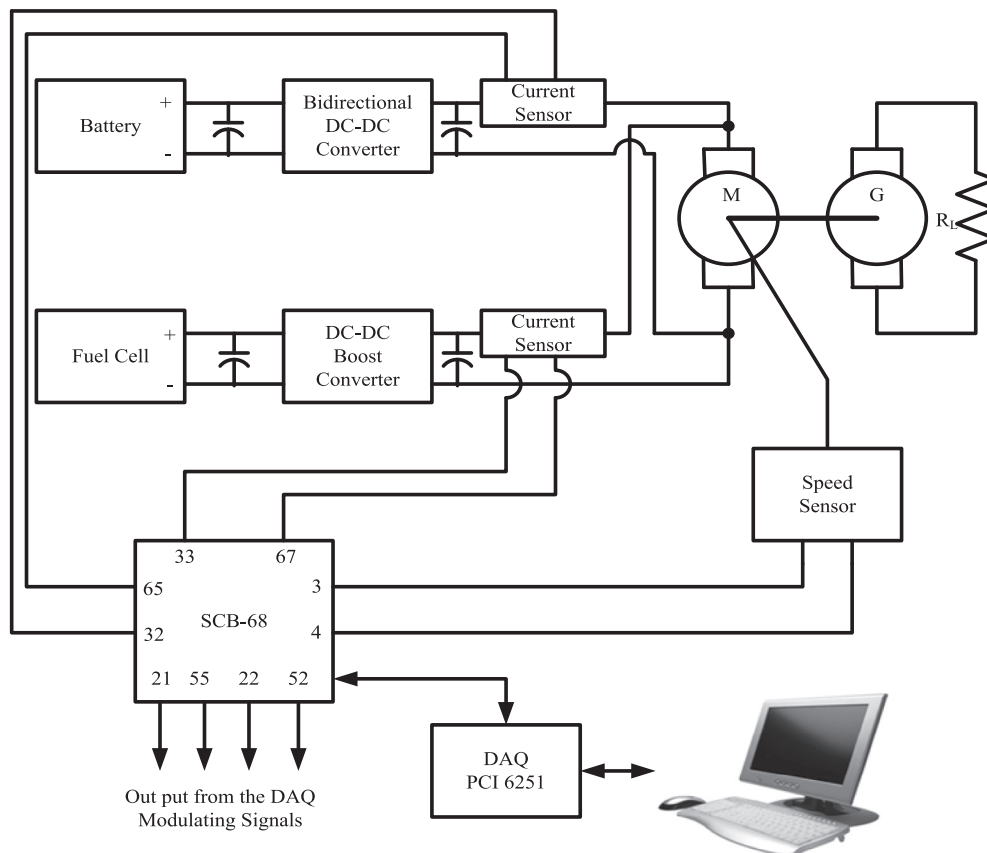 Current
Sensor
+
Battery
-
Bidirectional
DC-DC
Converter
M
G
R_L
Current
Sensor
+
Fuel Cell
-
DC-DC
Boost
Converter
Speed
Sensor
33 67
65 3
SCB-68
32 4
21 55 22 52
DAQ
PCI 6251
Out put from the DAQ
Modulating Signals